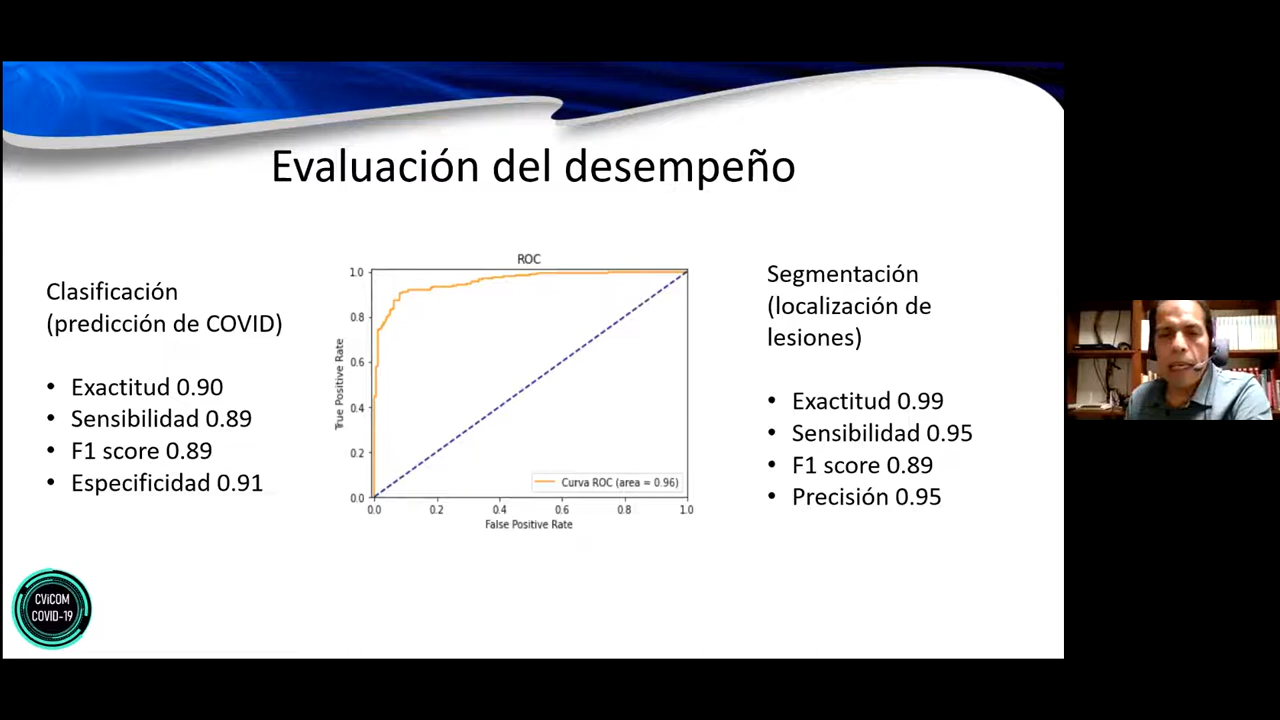 Evaluación del desempeño
Clasificación
(predicción de COVID)
• Exactitud 0.90
• Sensibilidad 0.89
• F1 score 0.89
• Especificidad 0.91
ROC
True Positive Rate
1.0
0.8
0.6
0.4
0.2
0.0
0.0 0.2 0.4 0.6 0.8 1.0
False Positive Rate
Curva ROC (area = 0.96)
Segmentación
(localización de
lesiones)
• Exactitud 0.99
• Sensibilidad 0.95
• F1 score 0.89
• Precisión 0.95
CViCOM
COVID-19